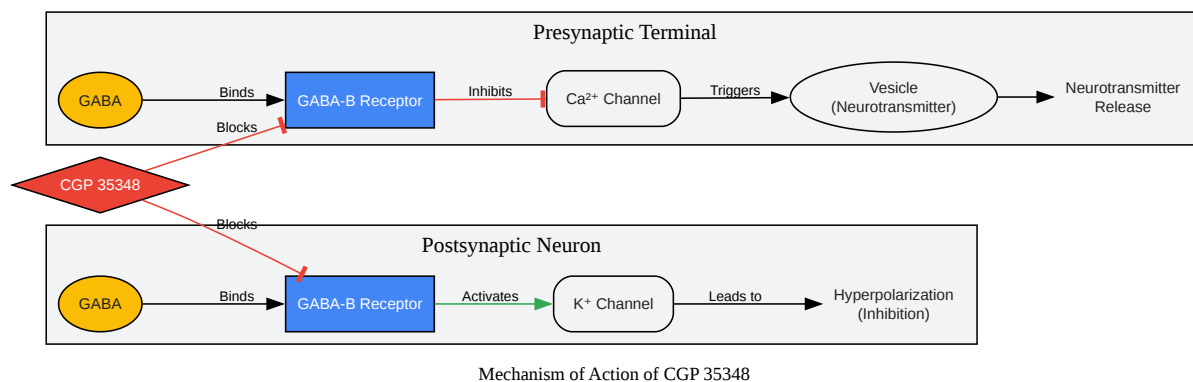 Presynaptic Terminal
GABA
Binds
GABA-B Receptor
Inhibits
Ca²⁺ Channel
Triggers
Vesicle
(Neurotransmitter)
Neurotransmitter
Release
Blocks
CGP 35348
Blocks
Postsynaptic Neuron
GABA
Binds
GABA-B Receptor
Activates
K⁺ Channel
Leads to
Hyperpolarization
(Inhibition)
Mechanism of Action of CGP 35348